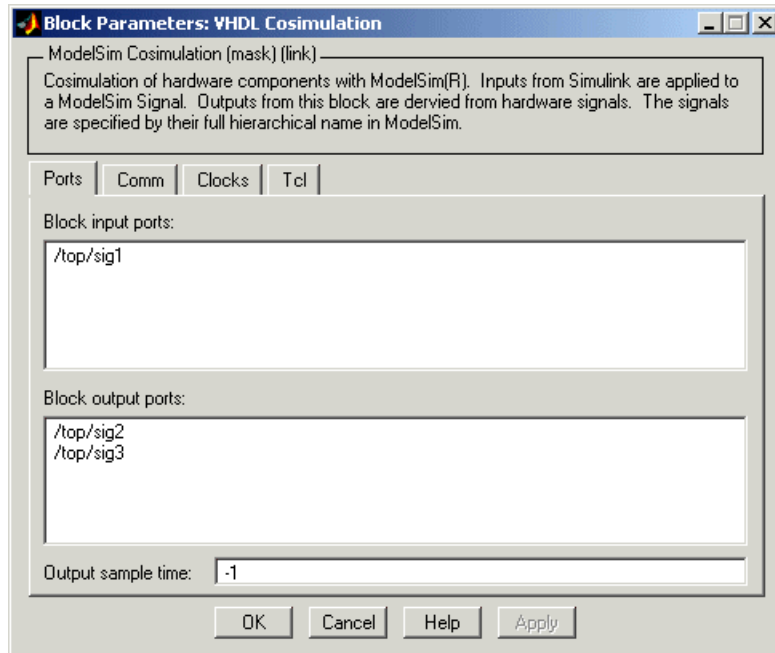 Block Parameters: VHDL Cosimulation
ModelSim Cosimulation (mask) (link)
Cosimulation of hardware components with ModelSim(R). Inputs from Simulink are applied to
a ModelSim Signal. Outputs from this block are dervied from hardware signals. The signals
are specified by their full hierarchical name in ModelSim.
Ports Comm Clocks Tcl
Block input ports:
/top/sig1
Block output ports:
/top/sig2
/top/sig3
Output sample time: -1
OK Cancel Help Apply